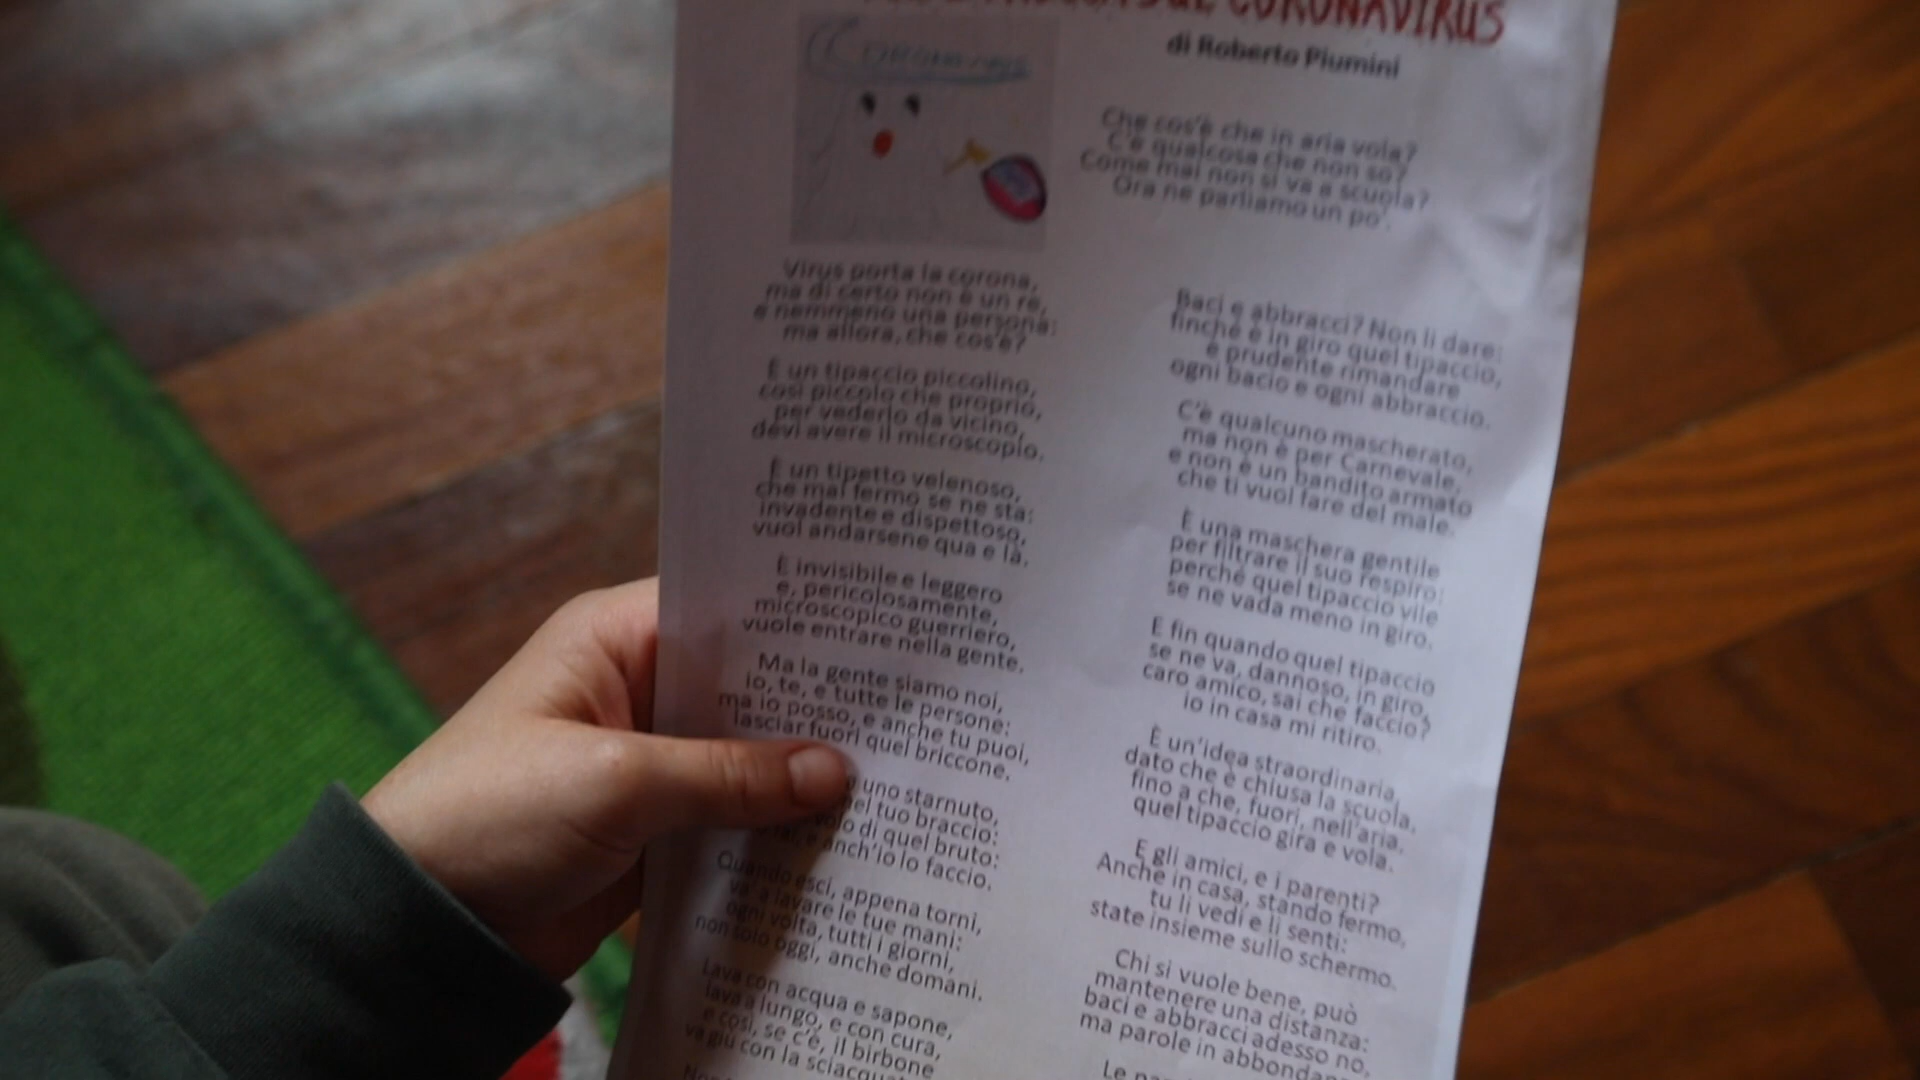 CORONAVIRUS
di Roberto Piumini
Che cos'è che in aria vola?
C'è qualcosa che non so?
Come mai non si va a scuola?
Ora ne parliamo un po'.
Virus porta la corona,
ma di certo non è un re,
e nemmeno una persona:
ma allora, che cos'è?
È un tipaccio piccolino,
così piccolo che proprio,
per vederlo da vicino,
devi avere il microscopio.
È un tipetto velenoso,
che mai fermo se ne sta:
invadente e dispettoso,
vuol andarsene qua e là.
È invisibile e leggero
e, pericolosamente,
microscopico guerriero,
vuole entrare nella gente.
Ma la gente siamo noi,
io, te, e tutte le persone:
ma io posso, e anche tu puoi,
lasciar fuori quel briccone.
uno starnuto,
nel tuo braccio:
volo di quel bruto:
e anch'io lo faccio.
Quando esci, appena torni,
va' a lavare le tue mani:
ogni volta, tutti i giorni,
non solo oggi, anche domani.
Lava con acqua e sapone,
lava a lungo, e con cura,
e così, se c'è, il birbone
va giù con la
Baci e abbracci? Non li dare:
finché è in giro quel tipaccio,
è prudente rimandare
ogni bacio e ogni abbraccio.
C'è qualcuno mascherato,
ma non è per Carnevale,
e non è un bandito armato
che ti vuol fare del male.
È una maschera gentile
per filtrare il suo respiro:
perché quel tipaccio vile
se ne vada meno in giro.
E fin quando quel tipaccio
se ne va, dannoso, in giro,
caro amico, sai che faccio?
io in casa mi ritiro.
È un'idea straordinaria,
dato che è chiusa la scuola,
fino a che, fuori, nell'aria,
quel tipaccio gira e vola.
E gli amici, e i parenti?
Anche in casa, stando fermo,
tu li vedi e li senti:
state insieme sullo schermo.
Chi si vuole bene, può
mantenere una distanza:
baci e abbracci adesso no,
ma parole in
Le